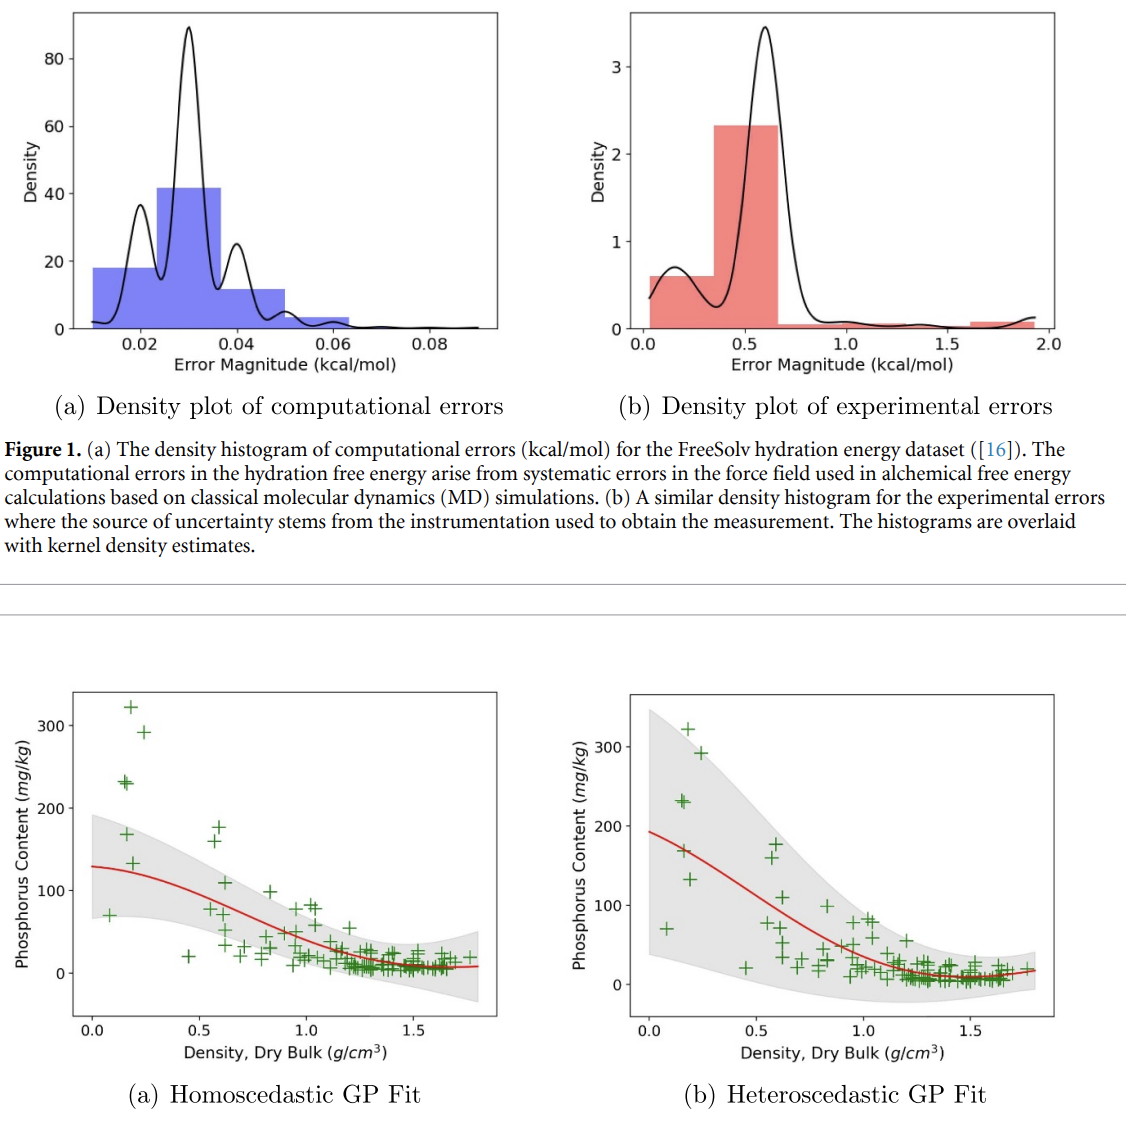 80
60
40
20
0
Density
0.02 0.04 0.06 0.08
Error Magnitude (kcal/mol)
(a) Density plot of computational errors
3
2
1
0
Density
0.0 0.5 1.0 1.5 2.0
Error Magnitude (kcal/mol)
(b) Density plot of experimental errors
Figure 1. (a) The density histogram of computational errors (kcal/mol) for the FreeSolv hydration energy dataset ([16]). The
computational errors in the hydration free energy arise from systematic errors in the force field used in alchemical free energy
calculations based on classical molecular dynamics (MD) simulations. (b) A similar density histogram for the experimental errors
where the source of uncertainty stems from the instrumentation used to obtain the measurement. The histograms are overlaid
with kernel density estimates.
300
200
100
0
Phosphorus Content (mg/kg)
0.0 0.5 1.0 1.5
Density, Dry Bulk (g/cm³)
(a) Homoscedastic GP Fit
300
200
100
0
Phosphorus Content (mg/kg)
0.0 0.5 1.0 1.5
Density, Dry Bulk (g/cm³)
(b) Heteroscedastic GP Fit